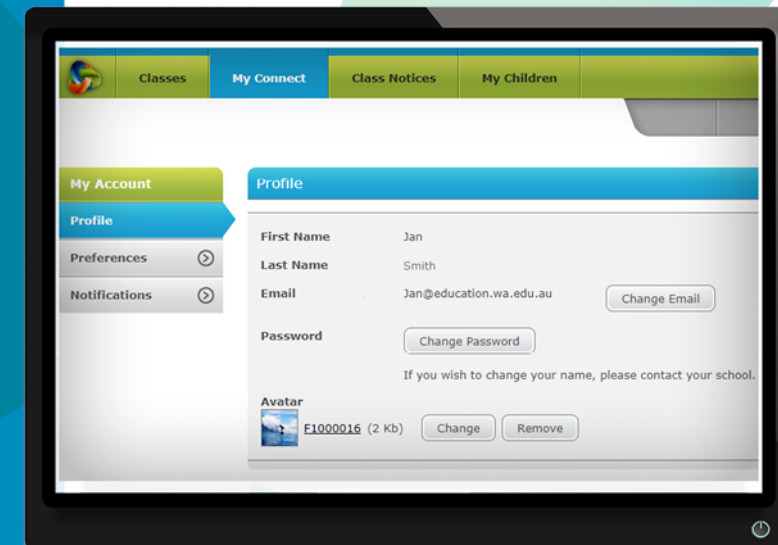 Classes My Connect Class Notices My Children
My Account
Profile
Preferences
Notifications
Profile
First Name Jan
Last Name Smith
Email Jan@education.wa.edu.au Change Email
Password Change Password
If you wish to change your name, please contact your school.
Avatar
F1000016 (2 Kb) Change Remove